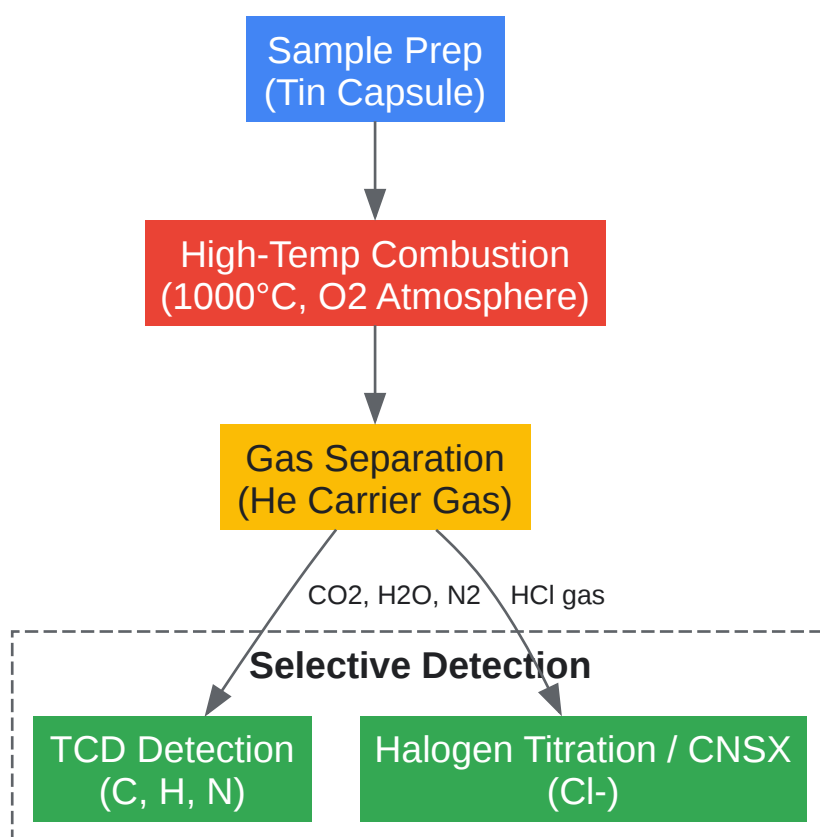 Sample Prep
(Tin Capsule)
High-Temp Combustion
(1000°C, O2 Atmosphere)
Gas Separation
(He Carrier Gas)
CO2, H2O, N2
HCl gas
Selective Detection
TCD Detection
(C, H, N)
Halogen Titration / CNSX
(Cl-)